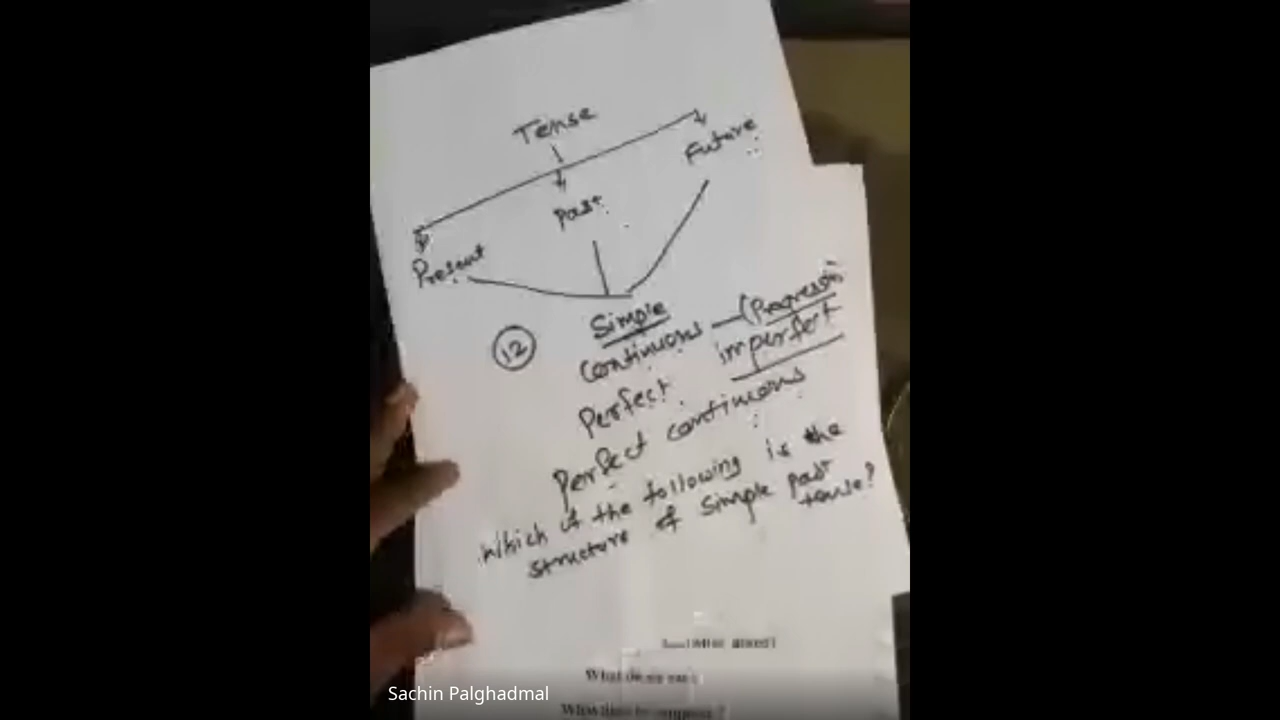 Tense
Future
Past
Present
Simple
12
Continuous — (Progressive
imperfect
Perfect
Perfect continuous
Which of the following is the
structure of Simple Past
tense?
Sachin Palghadmal